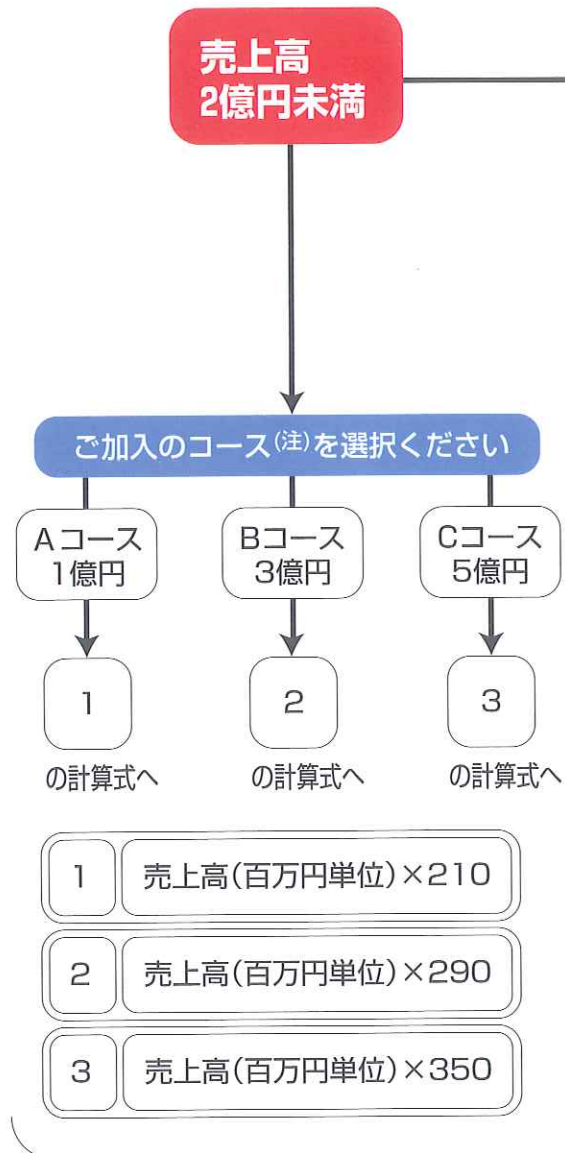 売上高
2億円未満
ご加入のコース(注)を選択ください
Aコース
1億円
Bコース
3億円
Cコース
5億円
1
2
3
の計算式へ
の計算式へ
の計算式へ
1 売上高(百万円単位)×210
2 売上高(百万円単位)×290
3 売上高(百万円単位)×350